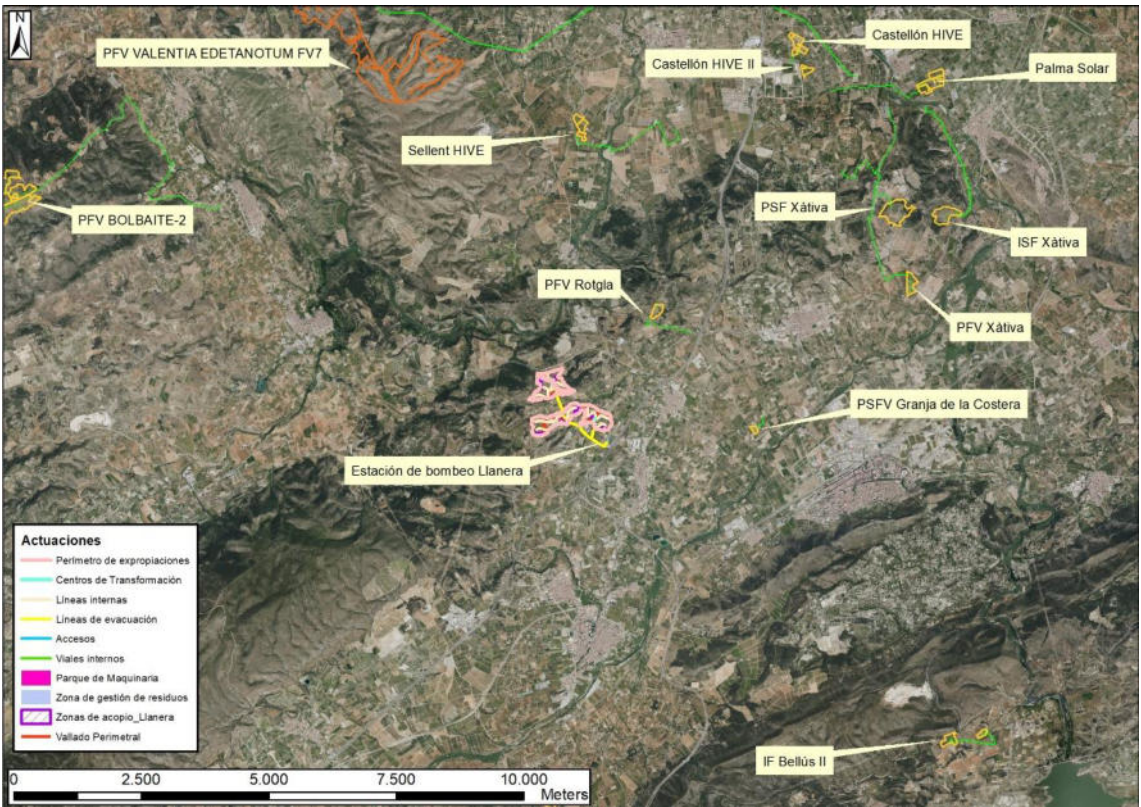 N
PFV VALENTIA EDETANOTUM FV7
Castellón HIVE
Castellón HIVE II
Palma Solar
Sellent HIVE
PFV BOLBAITE-2
PSF Xàtiva
ISF Xàtiva
PFV Rotgla
PFV Xàtiva
PSFV Granja de la Costera
Estación de bombeo Llanera
Actuaciones
Perímetro de expropiaciones
Centros de Transformación
Líneas internas
Líneas de evacuación
Accesos
Viales internos
Parque de Maquinaria
Zona de gestión de residuos
Zonas de acopio_Llanera
Vallado Perimetral
IF Bellús II
0 2.500 5.000 10.000
Meters